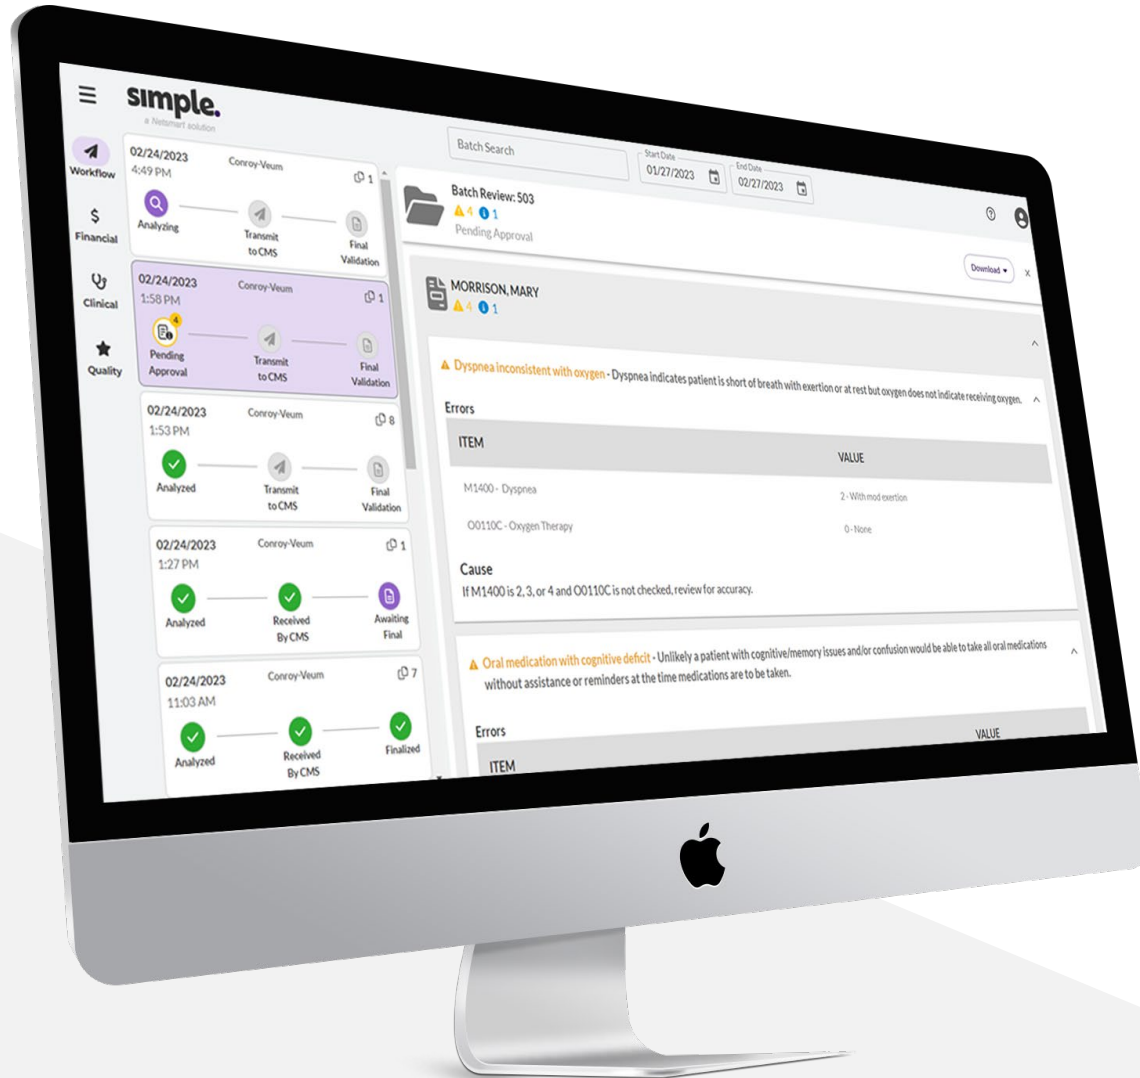 simple.
a Netsmart solution
Workflow
Financial
Clinical
Quality
02/24/2023 Conroy-Veum 1
4:49 PM
Analyzing
Transmit
to CMS
Final
Validation
02/24/2023 Conroy-Veum 1
1:58 PM
4
Pending
Approval
Transmit
to CMS
Final
Validation
02/24/2023 Conroy-Veum 8
1:53 PM
Analyzed
Transmit
to CMS
Final
Validation
02/24/2023 Conroy-Veum 1
1:27 PM
Analyzed
Received
By CMS
Awaiting
Final
02/24/2023 Conroy-Veum 7
11:03 AM
Analyzed
Received
By CMS
Finalized
Batch Search
Start Date
01/27/2023
End Date
02/27/2023
Batch Review: 503
4 1
Pending Approval
Download
x
MORRISON, MARY
4 1
Dyspnea inconsistent with oxygen - Dyspnea indicates patient is short of breath with exertion or at rest but oxygen does not indicate receiving oxygen.
Errors
ITEM VALUE
M1400 - Dyspnea 2 - With mod exertion
O0110C - Oxygen Therapy 0 - None
Cause
If M1400 is 2, 3, or 4 and O0110C is not checked, review for accuracy.
Oral medication with cognitive deficit - Unlikely a patient with cognitive/memory issues and/or confusion would be able to take all oral medications
without assistance or reminders at the time medications are to be taken.
Errors
ITEM VALUE